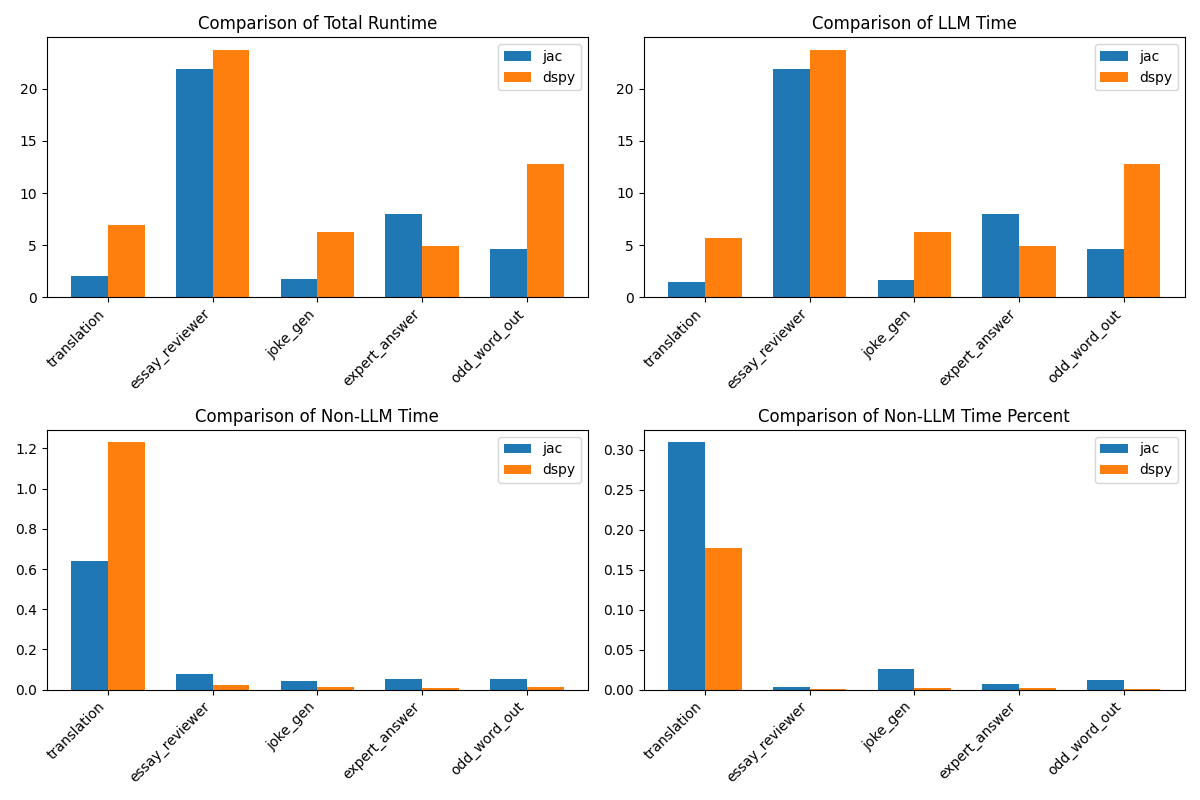 Comparison of Total Runtime
jac
dspy
20
15
10
5
0
translation
essay_reviewer
joke_gen
expert_answer
odd_word_out
Comparison of LLM Time
jac
dspy
20
15
10
5
0
translation
essay_reviewer
joke_gen
expert_answer
odd_word_out
Comparison of Non-LLM Time
jac
dspy
1.2
1.0
0.8
0.6
0.4
0.2
0.0
translation
essay_reviewer
joke_gen
expert_answer
odd_word_out
Comparison of Non-LLM Time Percent
jac
dspy
0.30
0.25
0.20
0.15
0.10
0.05
0.00
translation
essay_reviewer
joke_gen
expert_answer
odd_word_out